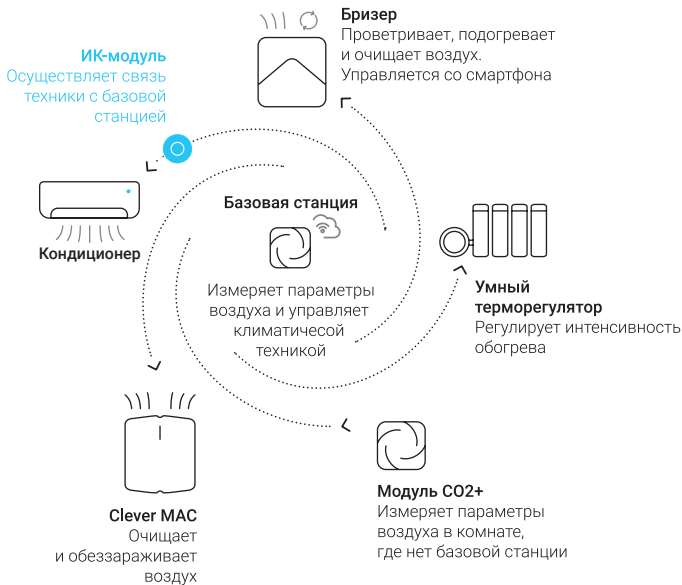 Бризер
Проветривает, подогревает
и очищает воздух.
Управляется со смартфона
ИК-модуль
Осуществляет связь
техники с базовой
станцией
Кондиционер
Базовая станция
Измеряет параметры
воздуха и управляет
климатичесой
техникой
Умный
терморегулятор
Регулирует интенсивность
обогрева
Clever MAC
Очищает
и обеззараживает
воздух
Модуль CO2+
Измеряет параметры
воздуха в комнате,
где нет базовой станции